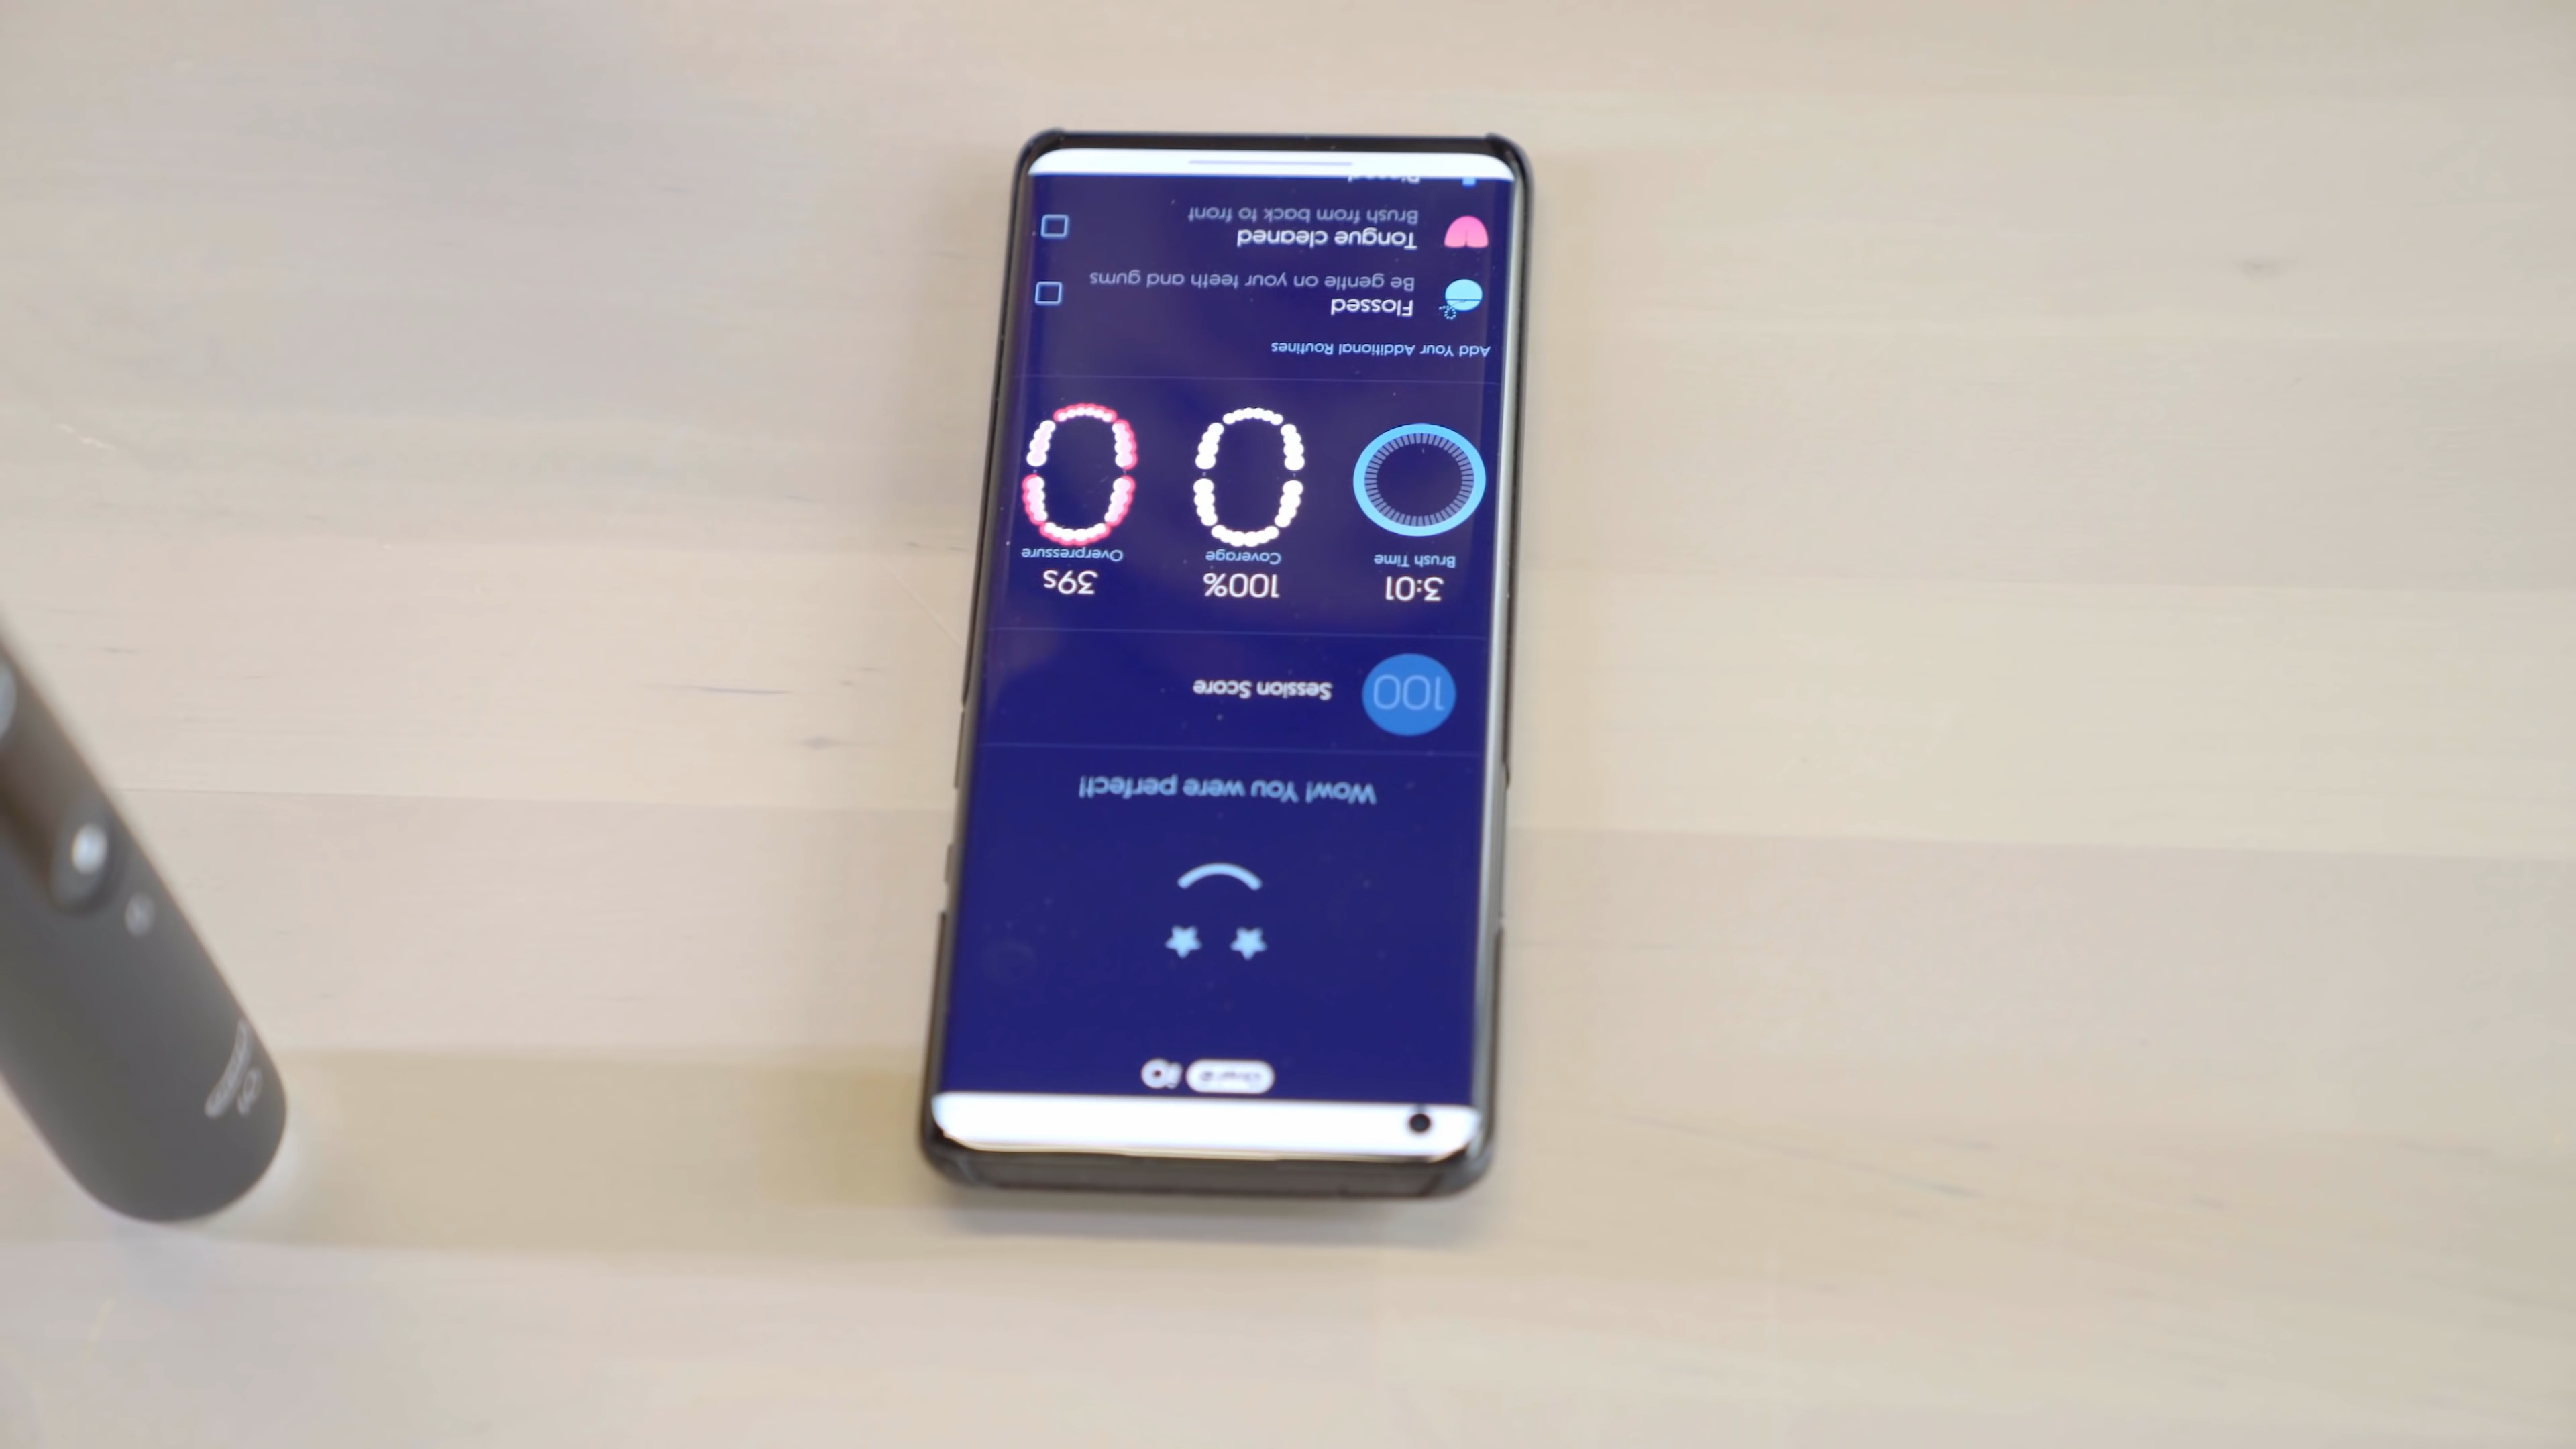 iO
Wow! You were perfect!
100
Session Score
3:01
100%
39s
Brush Time
Coverage
Overpressure
Add Your Additional Routines
Flossed
Be gentle on your teeth and gums
Tongue cleaned
Brush from back to front